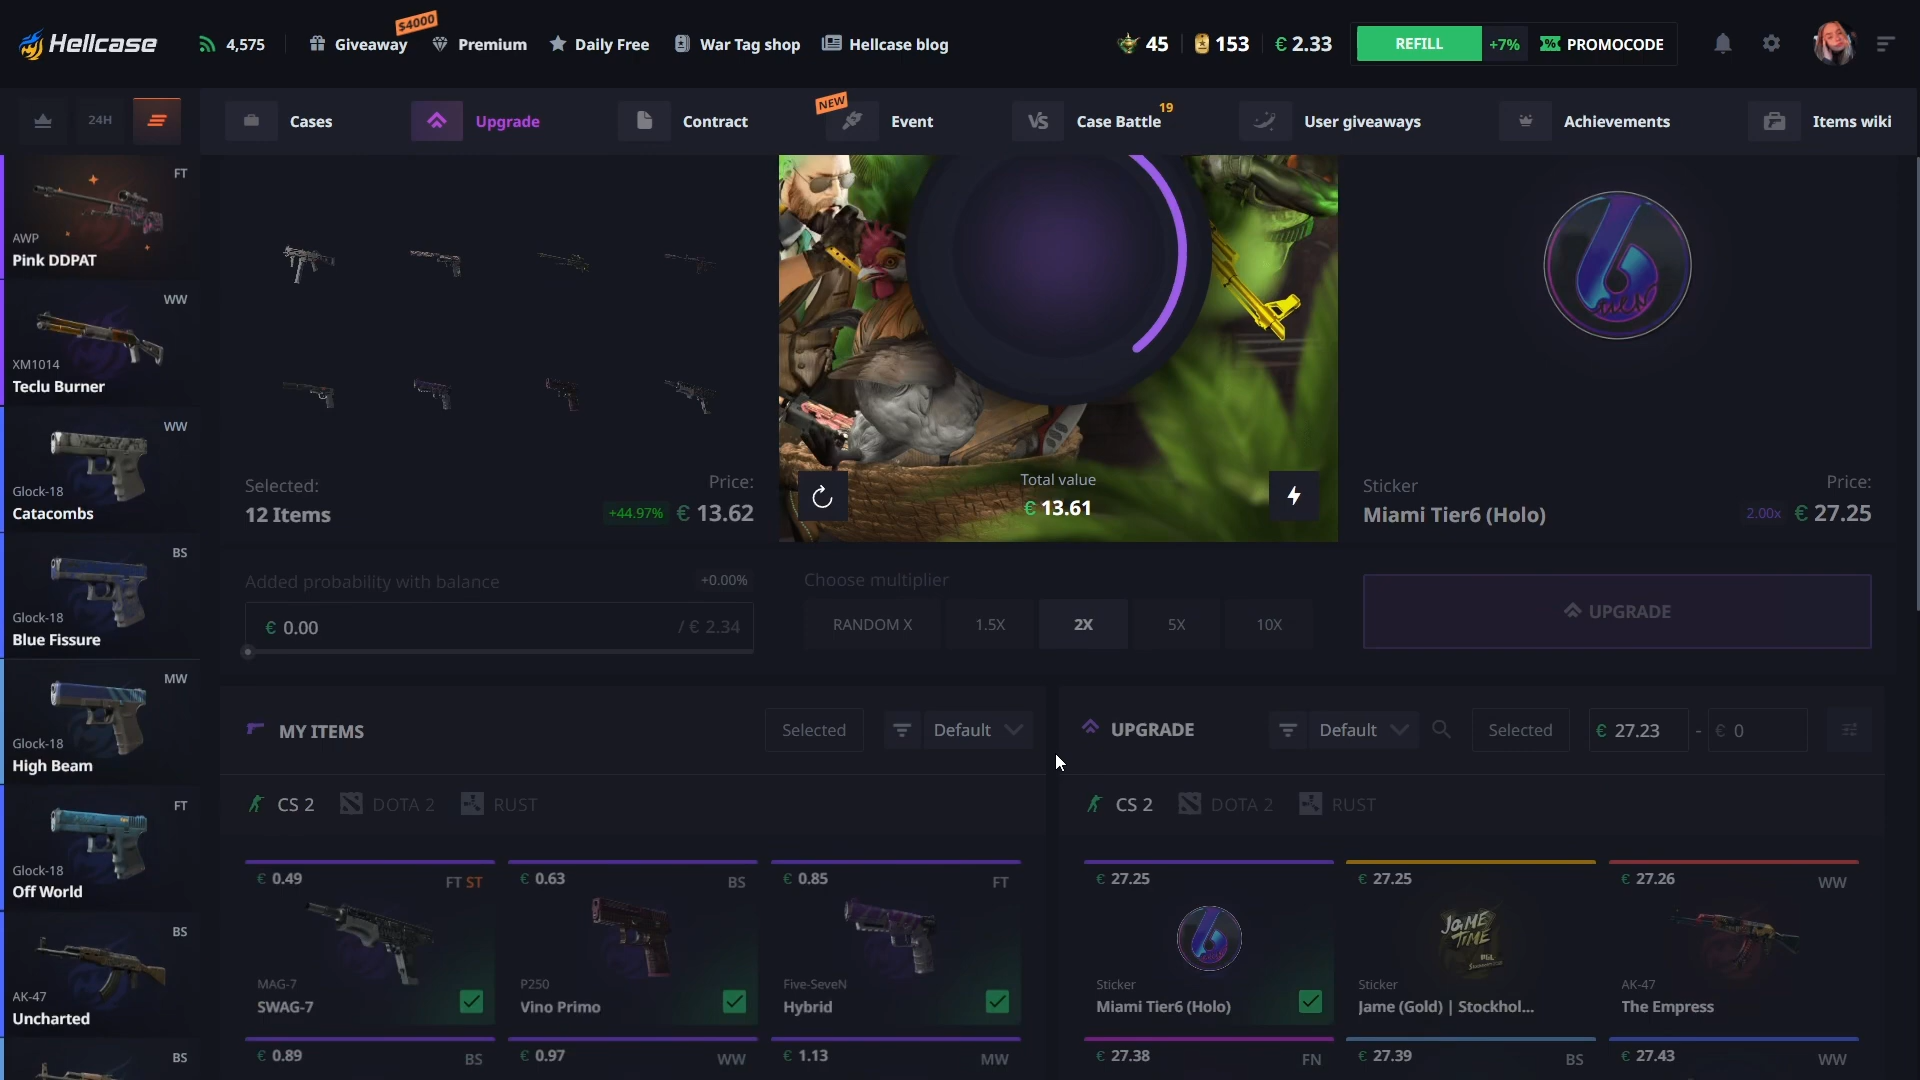 Hellcase
4,575
Giveaway
$4000
Premium
Daily Free
War Tag shop
Hellcase blog
45
153
€ 2.33
REFILL
+7%
PROMOCODE
24H
Cases
Upgrade
Contract
NEW
Event
VS
Case Battle
19
User giveaways
Achievements
Items wiki
FT
AWP
Pink DDPAT
WW
XM1014
Teclu Burner
WW
Glock-18
Catacombs
BS
Glock-18
Blue Fissure
MW
Glock-18
High Beam
FT
Glock-18
Off World
BS
AK-47
Uncharted
BS
Selected:
12 Items
Price:
+44.97% € 13.62
Total value
€ 13.61
Sticker
Miami Tier6 (Holo)
Price:
2.00x € 27.25
Added probability with balance
+0.00%
€ 0.00
/ € 2.34
Choose multiplier
RANDOM X
1.5X
2X
5X
10X
UPGRADE
MY ITEMS
Selected
Default
CS 2
DOTA 2
RUST
€ 0.49
FT ST
MAG-7
SWAG-7
€ 0.63
BS
P250
Vino Primo
€ 0.85
FT
Five-SeveN
Hybrid
€ 0.89
BS
€ 0.97
WW
€ 1.13
MW
UPGRADE
Default
Selected
€ 27.23
-
€ 0
CS 2
DOTA 2
RUST
€ 27.25
Sticker
Miami Tier6 (Holo)
€ 27.25
JaME
TIME
Sticker
Jame (Gold) | Stockhol...
€ 27.26
WW
AK-47
The Empress
€ 27.38
FN
€ 27.39
BS
€ 27.43
WW